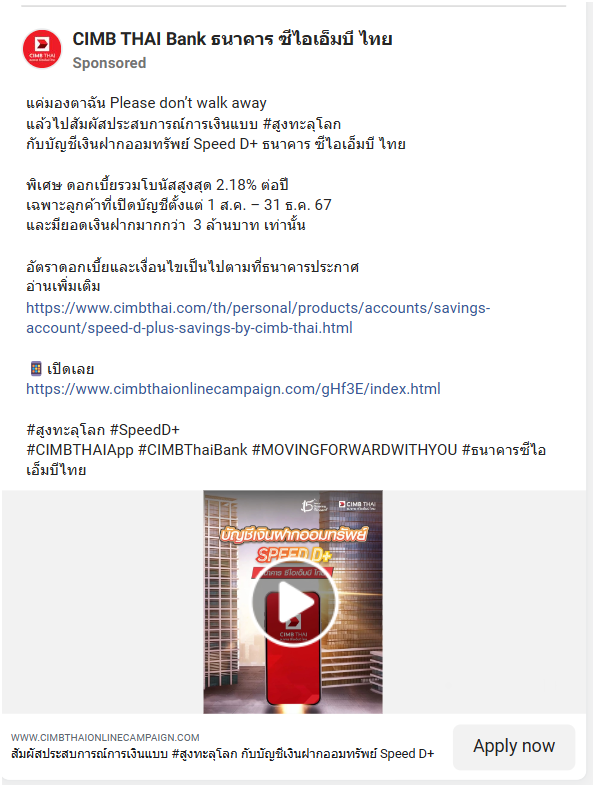 CIMB THAI Bank ธนาคาร ซีไอเอ็มบี ไทย
Sponsored
แค่มองตาฉัน Please don’t walk away
แล้วไปสัมผัสประสบการณ์การเงินแบบ #สูงทะลุโลก
กับบัญชีเงินฝากออมทรัพย์ Speed D+ ธนาคาร ซีไอเอ็มบี ไทย
พิเศษ ดอกเบี้ยรวมโบนัสสูงสุด 2.18% ต่อปี
เฉพาะลูกค้าที่เปิดบัญชีตั้งแต่ 1 ส.ค. – 31 ธ.ค. 67
และมียอดเงินฝากมากกว่า 3 ล้านบาท เท่านั้น
อัตราดอกเบี้ยและเงื่อนไขเป็นไปตามที่ธนาคารประกาศ
อ่านเพิ่มเติม
https://www.cimbthai.com/th/personal/products/accounts/savings-
account/speed-d-plus-savings-by-cimb-thai.html
เปิดเลย
https://www.cimbthaionlinecampaign.com/gHf3E/index.html
#สูงทะลุโลก #SpeedD+
#CIMBTHAIApp #CIMBThaiBank #MOVINGFORWARDWITHYOU #ธนาคารซีไอ
เอ็มบีไทย
15 CIMB THAI
บัญชีเงินฝากออมทรัพย์
SPEED D+
CIMB THAI
WWW.CIMBTHAIONLINECAMPAIGN.COM
สัมผัสประสบการณ์การเงินแบบ #สูงทะลุโลก กับบัญชีเงินฝากออมทรัพย์ Speed D+
Apply now